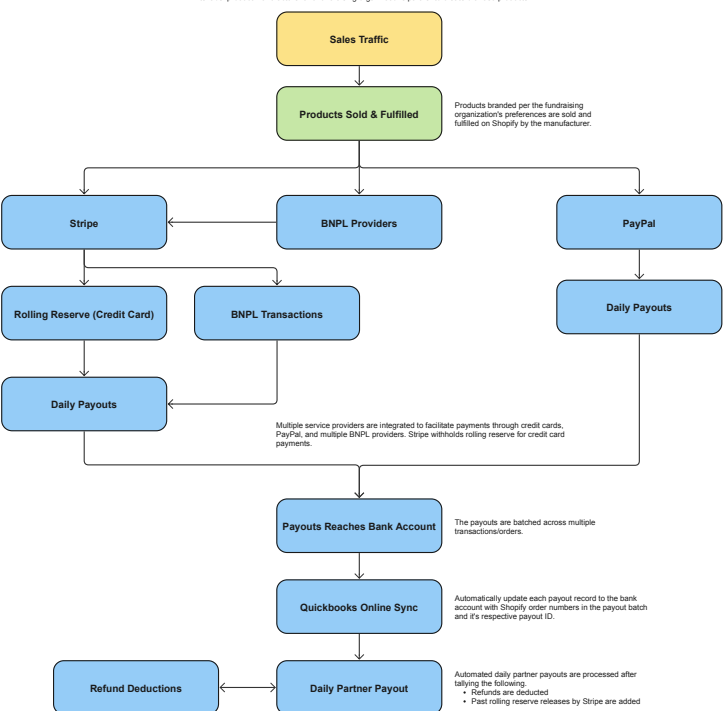 Sales Traffic
Products Sold & Fulfilled
Products branded per the fundraising
organization's preferences are sold and
fulfilled on Shopify by the manufacturer.
Stripe
BNPL Providers
PayPal
Rolling Reserve (Credit Card)
BNPL Transactions
Daily Payouts
Daily Payouts
Multiple service providers are integrated to facilitate payments through credit cards,
PayPal, and multiple BNPL providers. Stripe withholds rolling reserve for credit card
payments.
Payouts Reaches Bank Account
The payouts are batched across multiple
transactions/orders.
Quickbooks Online Sync
Automatically update each payout record to the bank
account with Shopify order numbers in the payout batch
and it's respective payout ID.
Refund Deductions
Daily Partner Payout
Automated daily partner payouts are processed after
tallying the following.
• Refunds are deducted
• Past rolling reserve releases by Stripe are added